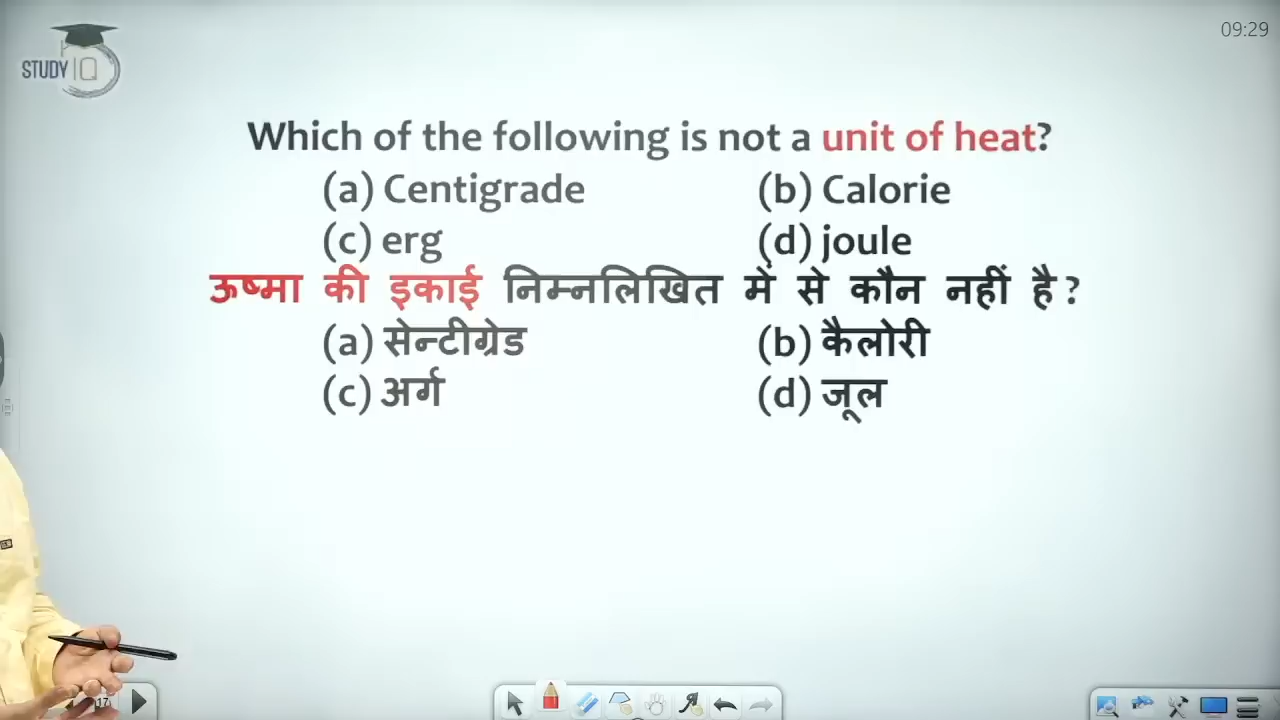 09:29
STUDY IQ
Which of the following is not a unit of heat?
(a) Centigrade (b) Calorie
(c) erg (d) joule
ऊष्मा की इकाई निम्नलिखित में से कौन नहीं है ?
(a) सेन्टीग्रेड (b) कैलोरी
(c) अर्ग (d) जूल
17